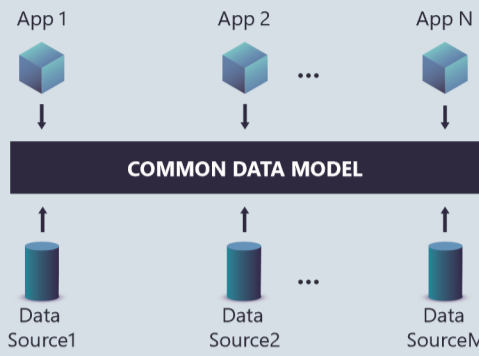 App 1
App 2
App N
...
COMMON DATA MODEL
...
Data
Source1
Data
Source2
Data
SourceM